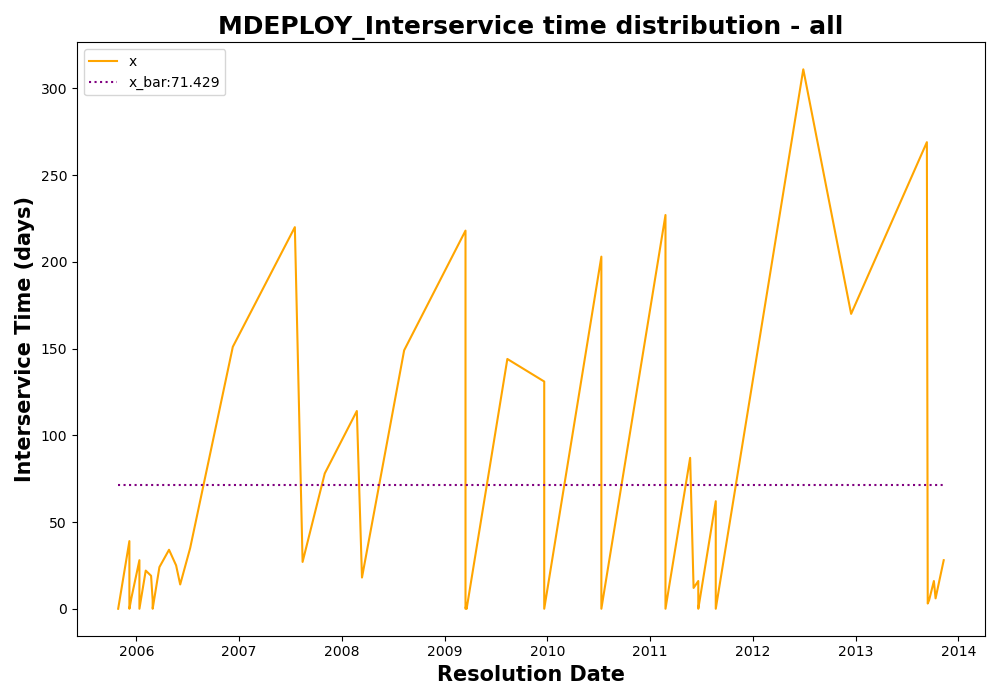 MDEPLOY_Interservice time distribution - all
x
x_bar:71.429
Interservice Time (days)
300
250
200
150
100
50
0
2006 2007 2008 2009 2010 2011 2012 2013 2014
Resolution Date